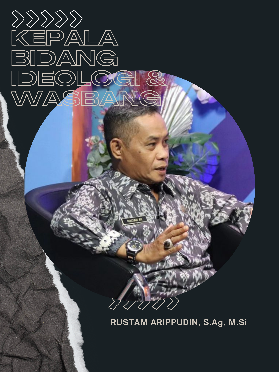 KEPALA
BIDANG
IDEOLOGI &
WASBANG
RUSTAM ARIPPUDIN, S.Ag, M.Si